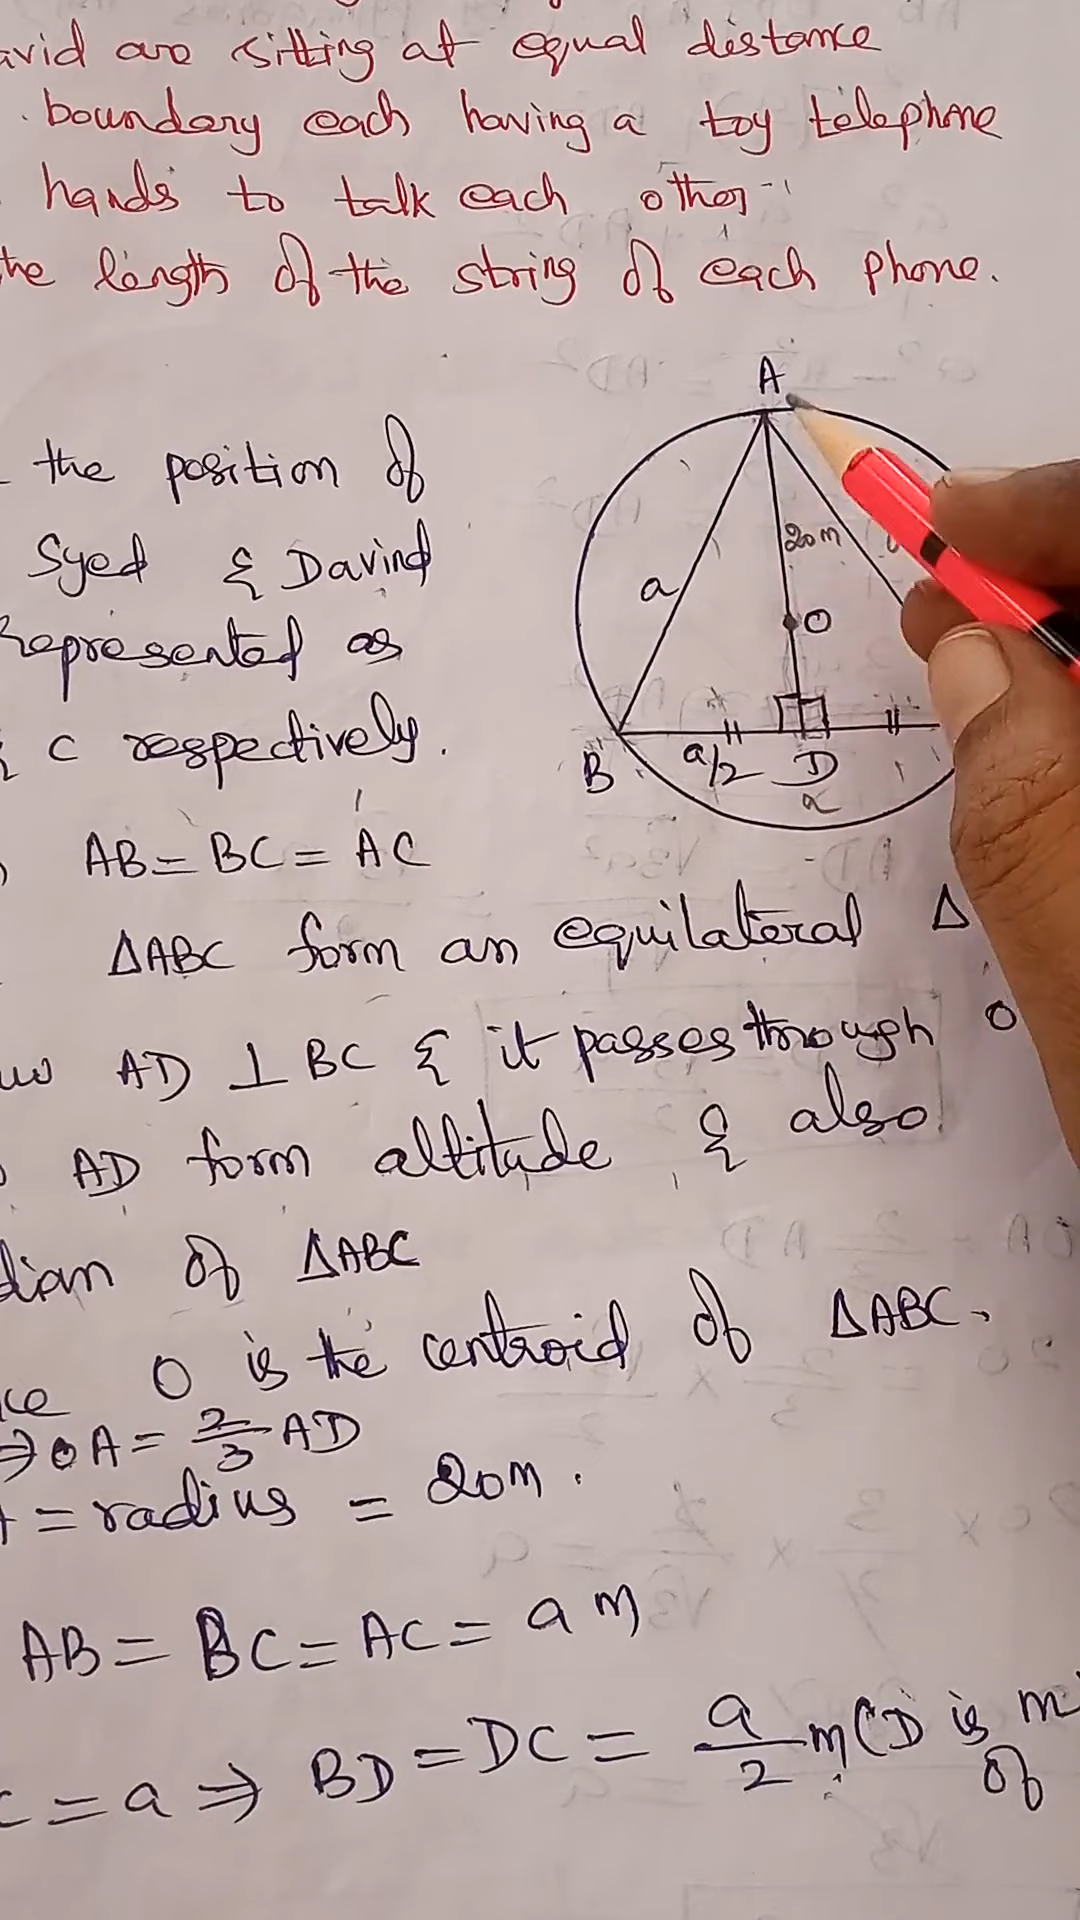 avid are sitting at equal distance
boundary each having a toy telephone
hands to talk each other
the length of the string of each phone.
A
the position of
Syed & Davind
20m
a
O
Represented as
& C respectively.
B
a/2
D
a
AB = BC = AC
ΔABC form an equilateral Δ
AD ⊥ BC & it passes through O
AD form altitude & also
dian of ΔABC
O is the centroid of ΔABC.
⇒ OA = 2/3 AD
= radius = 20m.
AB = BC = AC = a m
= a ⇒ BD = DC = a/2 m (D is m
of